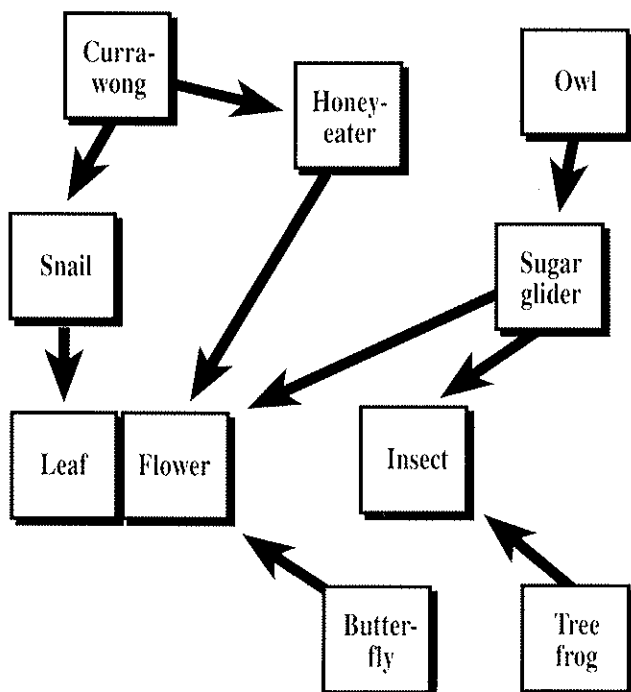 Curra-
wong
Honey-
eater
Owl
Snail
Sugar
glider
Leaf
Flower
Insect
Butter-
fly
Tree
frog